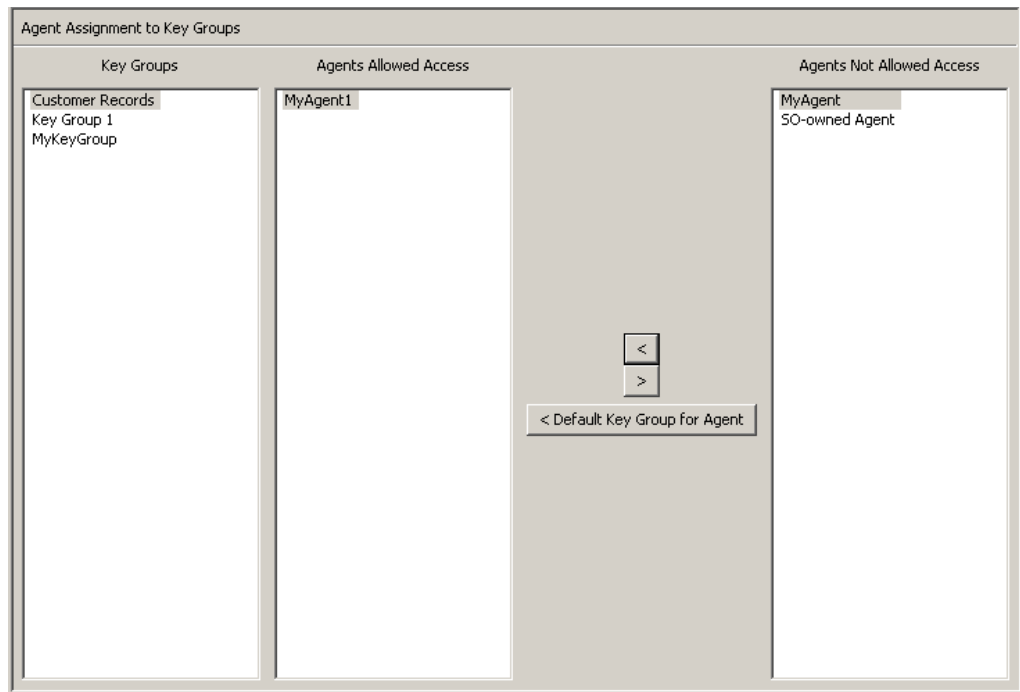 Agent Assignment to Key Groups
Key Groups
Agents Allowed Access
Agents Not Allowed Access
Customer Records
Key Group 1
MyKeyGroup
MyAgent1
MyAgent
SO-owned Agent
<
>
< Default Key Group for Agent